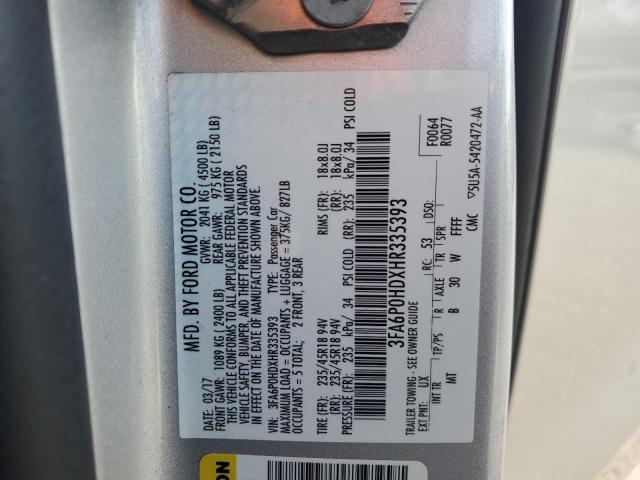 MFD. BY FORD MOTOR CO.
DATE: 03/17 GVWR: 2041 KG (4500 LB)
FRONT GAWR: 1089 KG (2400 LB) REAR GAWR: 975 KG (2150 LB)
THIS VEHICLE CONFORMS TO ALL APPLICABLE FEDERAL MOTOR
VEHICLE SAFETY, BUMPER, AND THEFT PREVENTION STANDARDS
IN EFFECT ON THE DATE OF MANUFACTURE SHOWN ABOVE.
VIN: 3FA6P0HDXHR335393 TYPE: Passenger Car
MAXIMUM LOAD = OCCUPANTS + LUGGAGE = 375KG/ 827LB
OCCUPANTS = 5 TOTAL; 2 FRONT, 3 REAR
TIRE (FR): 235/45R18 94V RIMS (FR): 18x8.0J
(RR): 235/45R18 94V (RR): 18x8.0J
PRESSURE (FR): 235 kPa/ 34 PSI COLD (RR): 235 kPa/ 34 PSI COLD
3FA6P0HDXHR335393
F0064
R0077
TRAILER TOWING - SEE OWNER GUIDE
EXT PNT: UX RC: 53 DSO:
INT TR TP/PS R AXLE TR SPR
MT B 30 W FFFF
CMC ▽5U5A-5420472-AA
ON